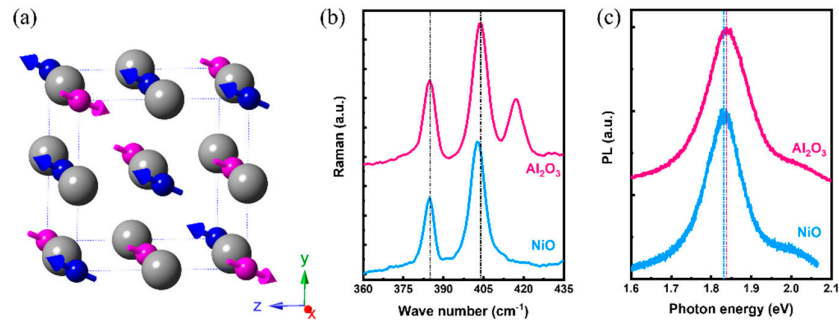 (a)
y
z
x
(b)
Raman (a.u.)
Al₂O₃
NiO
360 375 390 405 420 435
Wave number (cm⁻¹)
(c)
PL (a.u.)
Al₂O₃
NiO
1.6 1.7 1.8 1.9 2.0 2.1
Photon energy (eV)